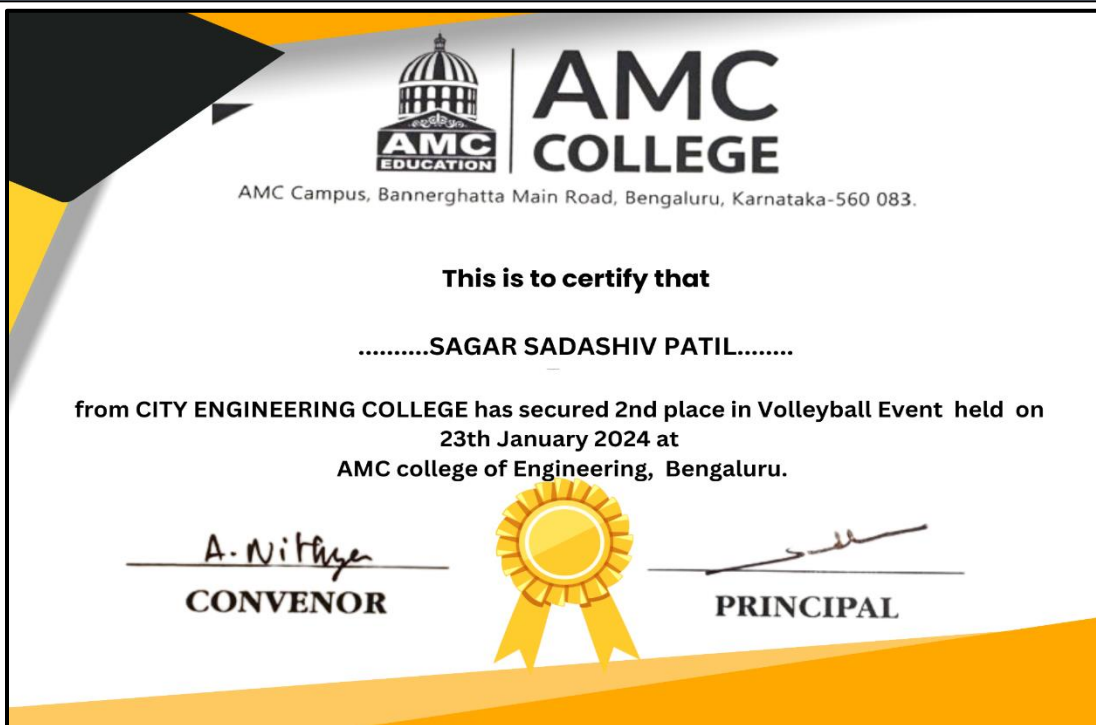 AMC
EDUCATION
AMC
COLLEGE
AMC Campus, Bannerghatta Main Road, Bengaluru, Karnataka-560 083.
This is to certify that
..........SAGAR SADASHIV PATIL........
from CITY ENGINEERING COLLEGE has secured 2nd place in Volleyball Event held on
23th January 2024 at
AMC college of Engineering, Bengaluru.
A. Nithya
CONVENOR
PRINCIPAL